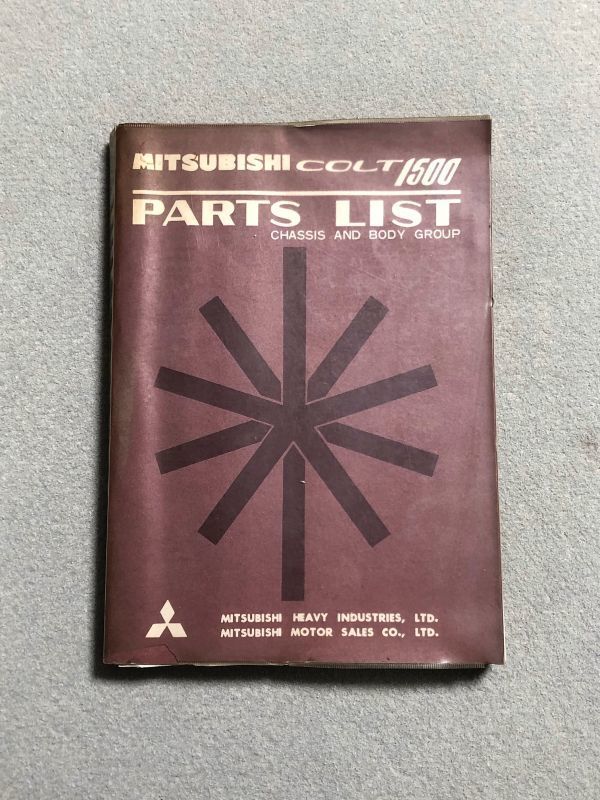 MITSUBISHI COLT 1500
PARTS LIST
CHASSIS AND BODY GROUP
MITSUBISHI HEAVY INDUSTRIES, LTD.
MITSUBISHI MOTOR SALES CO., LTD.